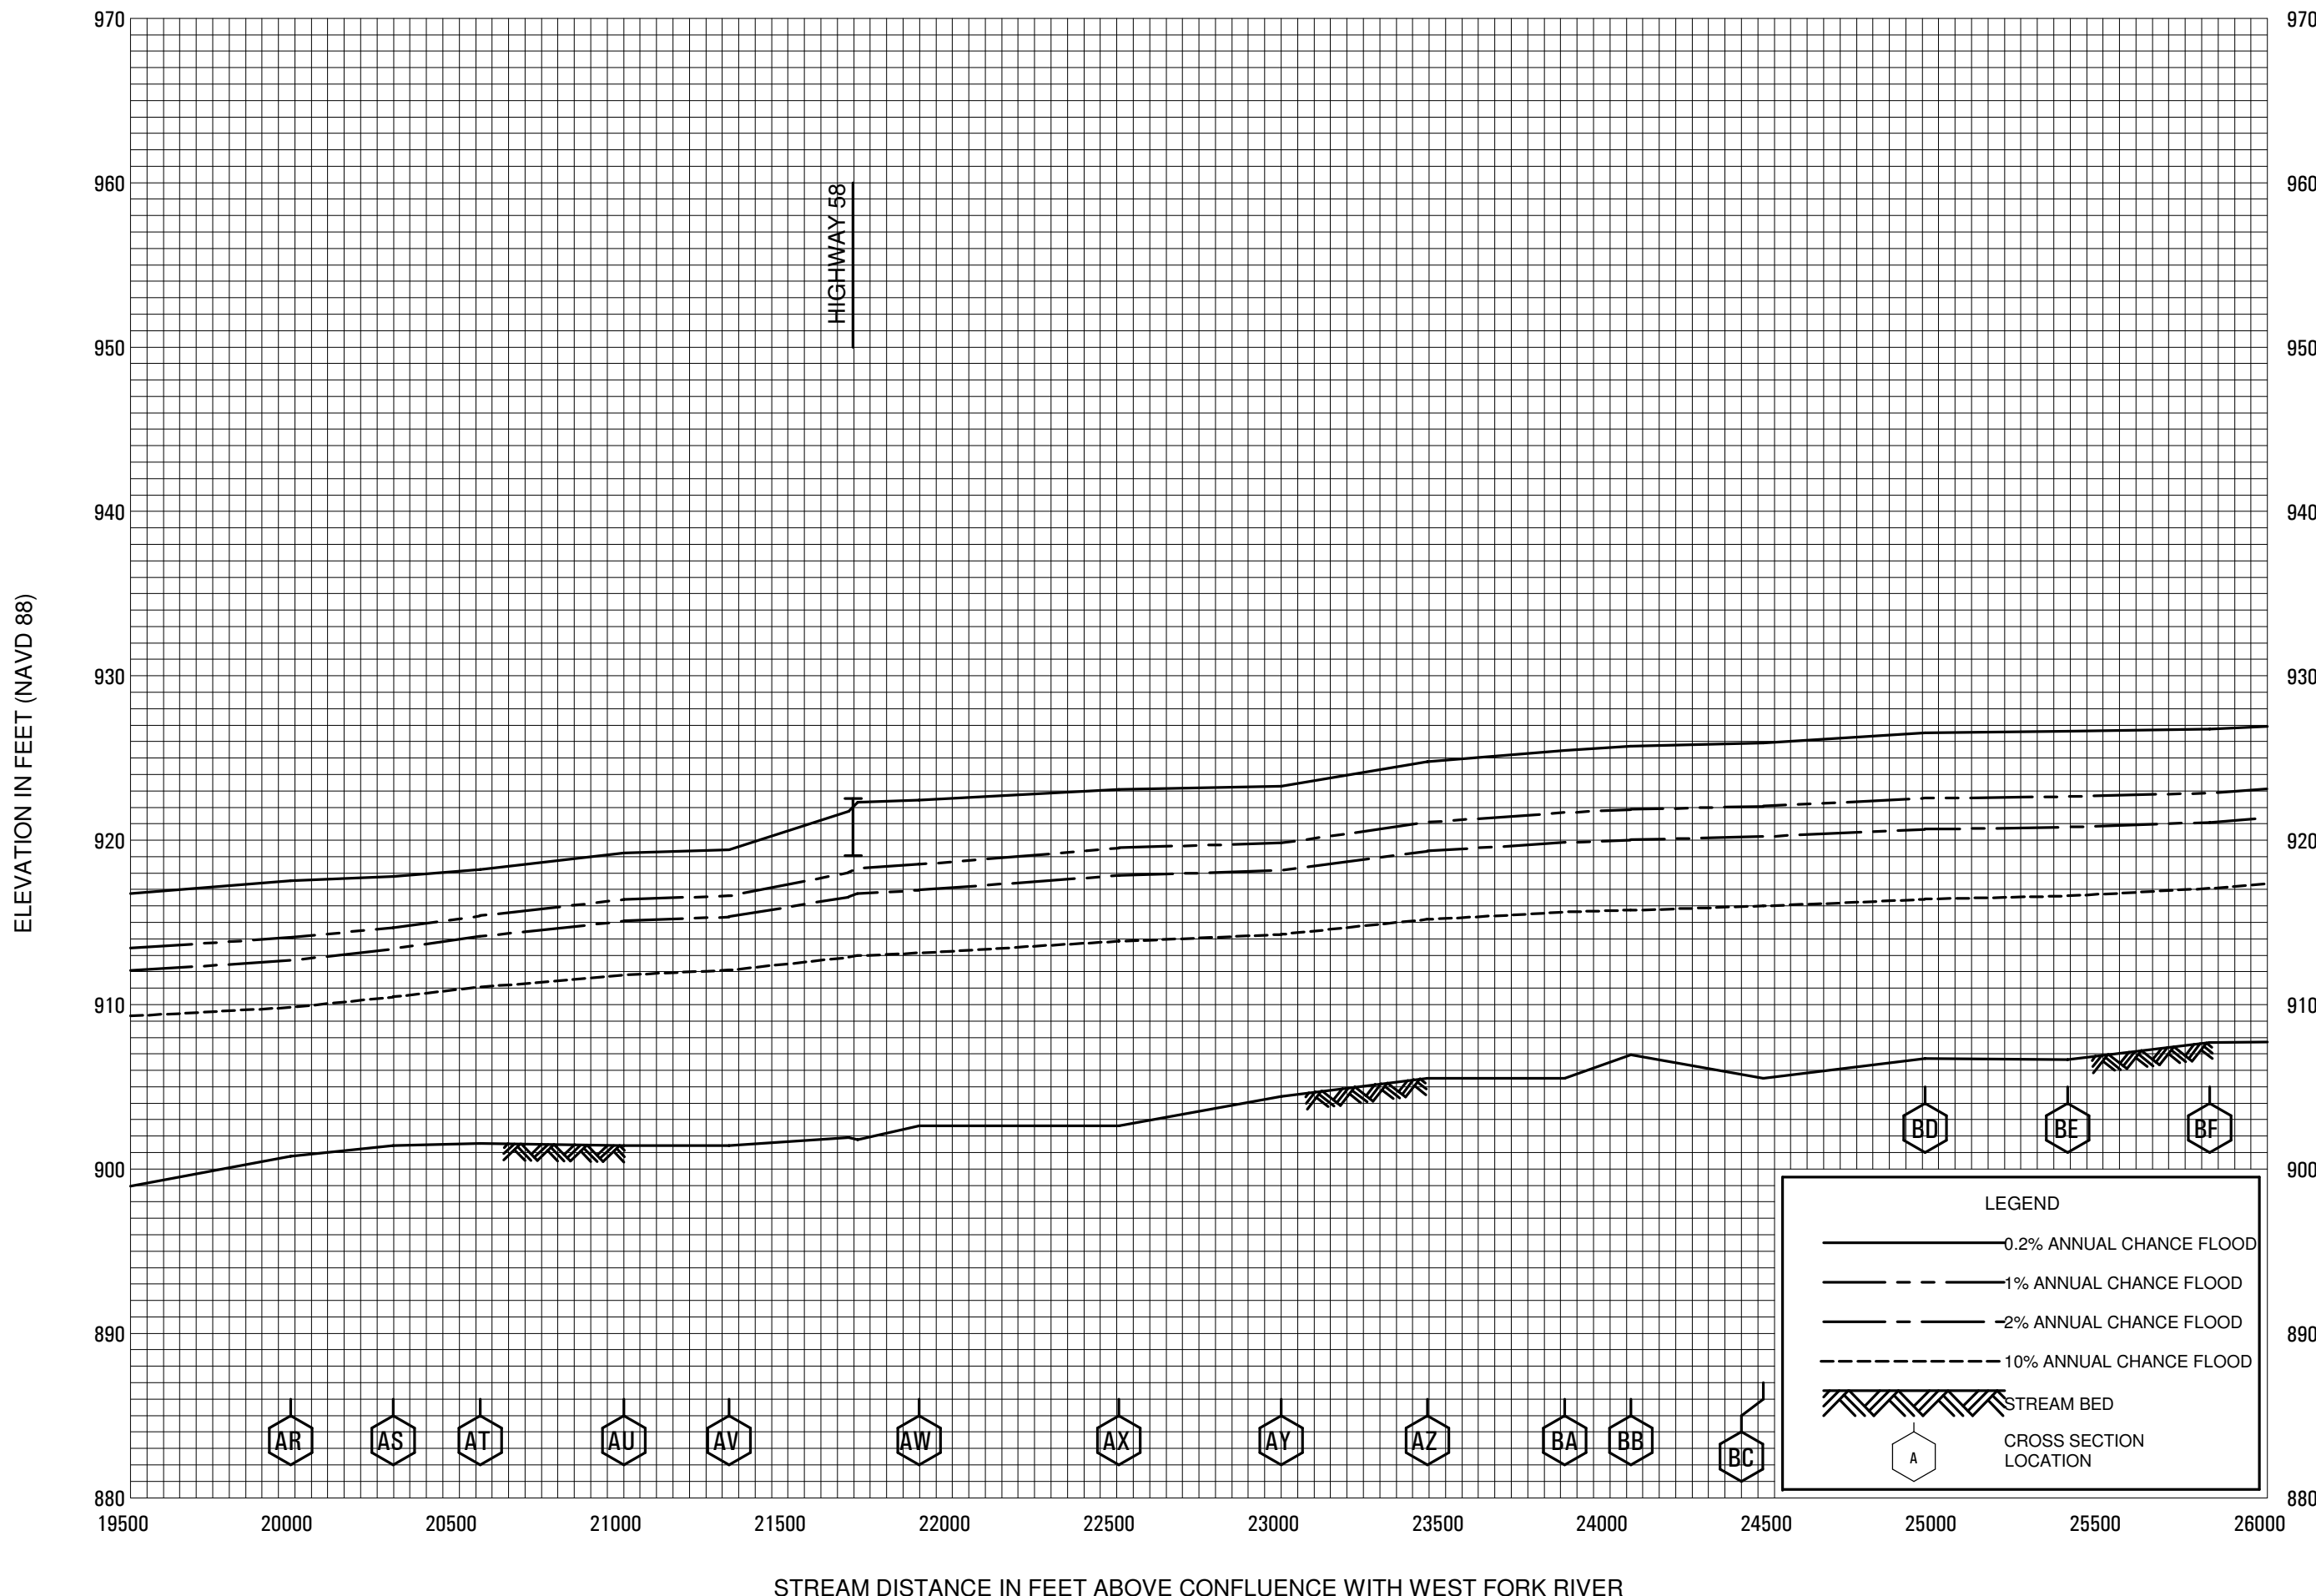 970 970
960 960
HIGHWAY 58
950 950
940 940
ELEVATION IN FEET (NAVD 88)
930 930
920 920
910 910
BD BE BF
900 900
LEGEND
0.2% ANNUAL CHANCE FLOOD
1% ANNUAL CHANCE FLOOD
2% ANNUAL CHANCE FLOOD
10% ANNUAL CHANCE FLOOD
STREAM BED
A
CROSS SECTION
LOCATION
890 890
AR AS AT AU AV AW AX AY AZ BA BB BC
880 880
19500 20000 20500 21000 21500 22000 22500 23000 23500 24000 24500 25000 25500 26000
STREAM DISTANCE IN FEET ABOVE CONFLUENCE WITH WEST FORK RIVER